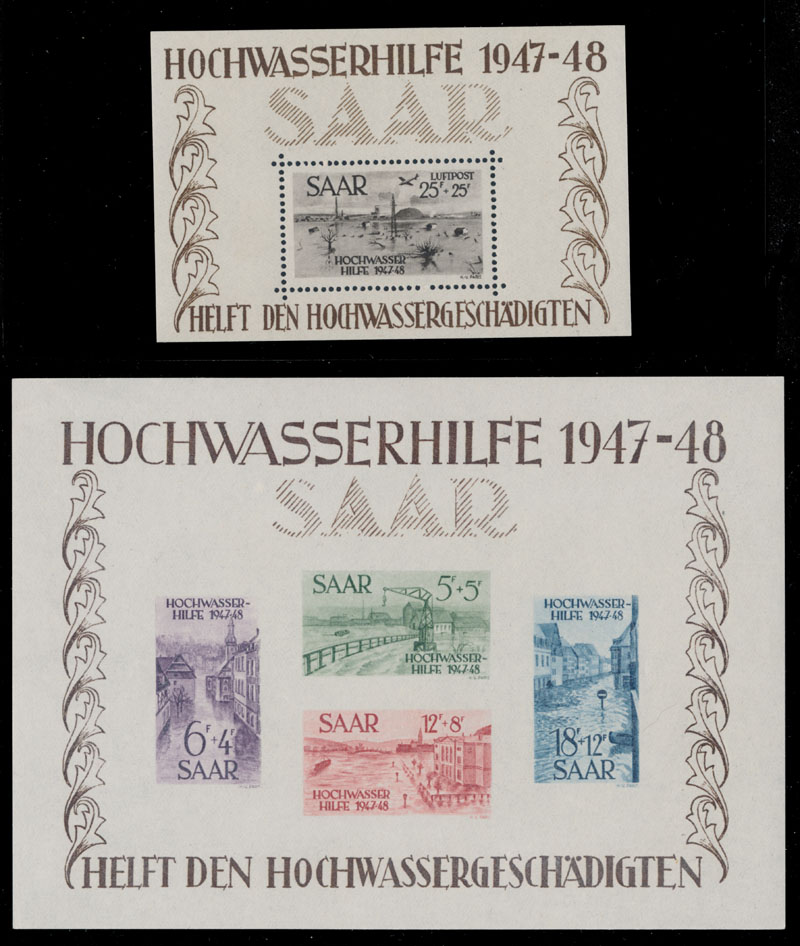 HOCHWASSERHILFE 1947-48
SAAR
SAAR
LUFTPOST
25F+25F
HOCHWASSER
HILFE 1947-48
HELFT DEN HOCHWASSERGESCHÄDIGTEN
HOCHWASSERHILFE 1947-48
SAAR
HOCHWASSER-
HILFE 1947-48
6F+4F
SAAR
SAAR 5F+5F
HOCHWASSER-
HILFE 1947-48
SAAR 12F+8F
HOCHWASSER
HILFE 1947-48
HOCHWASSER-
HILFE 1947-48
18F+12F
SAAR
HELFT DEN HOCHWASSERGESCHÄDIGTEN